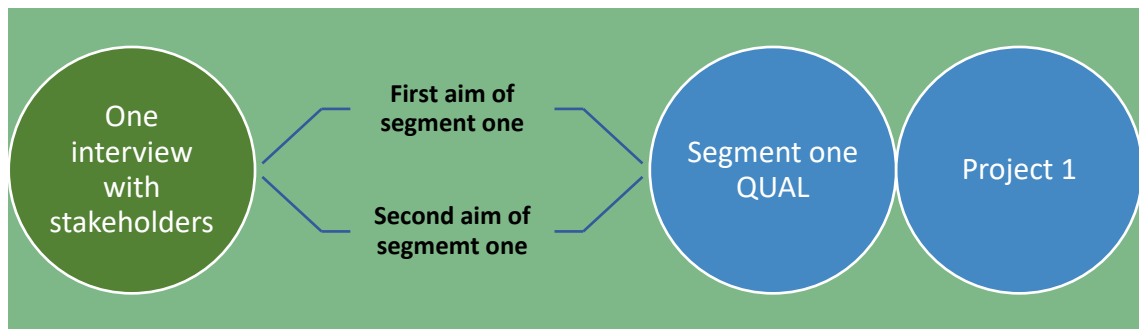 One
interview
with
stakeholders
First aim of
segment one
Second aim of
segmemt one
Segment one
QUAL
Project 1